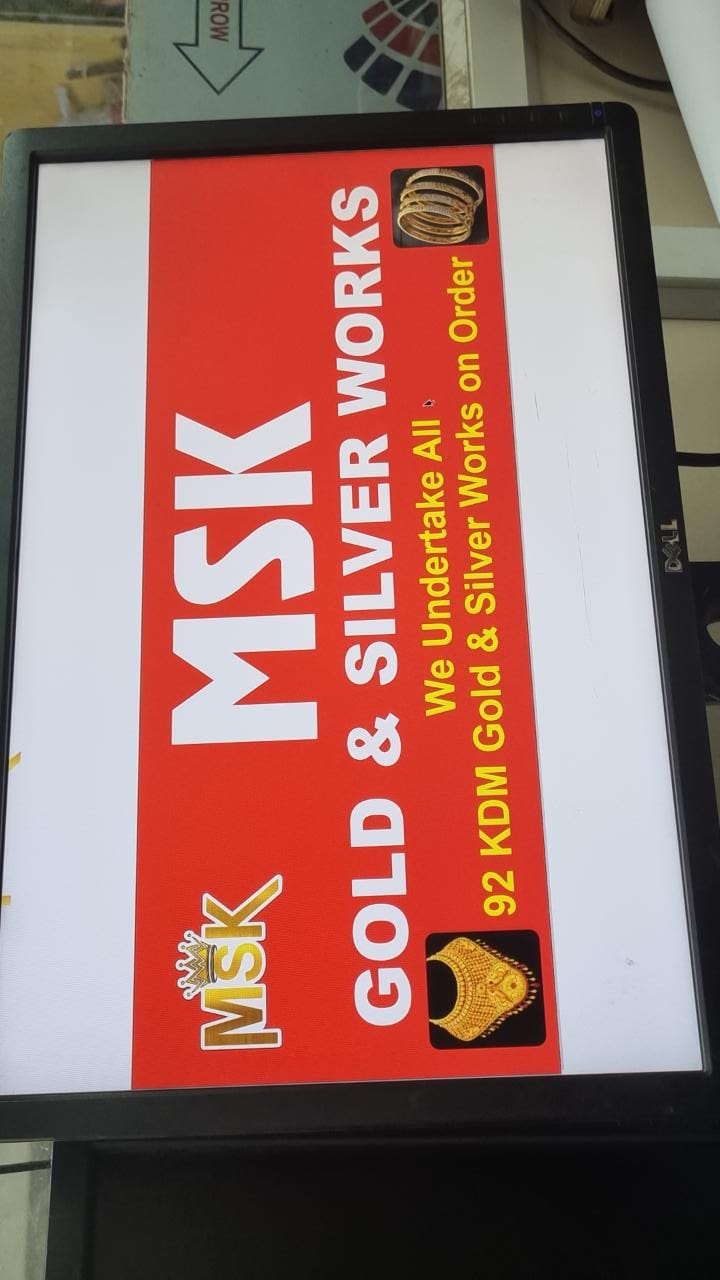 MSK
MSK
GOLD & SILVER WORKS
We Undertake All
92 KDM Gold & Silver Works on Order
DELL